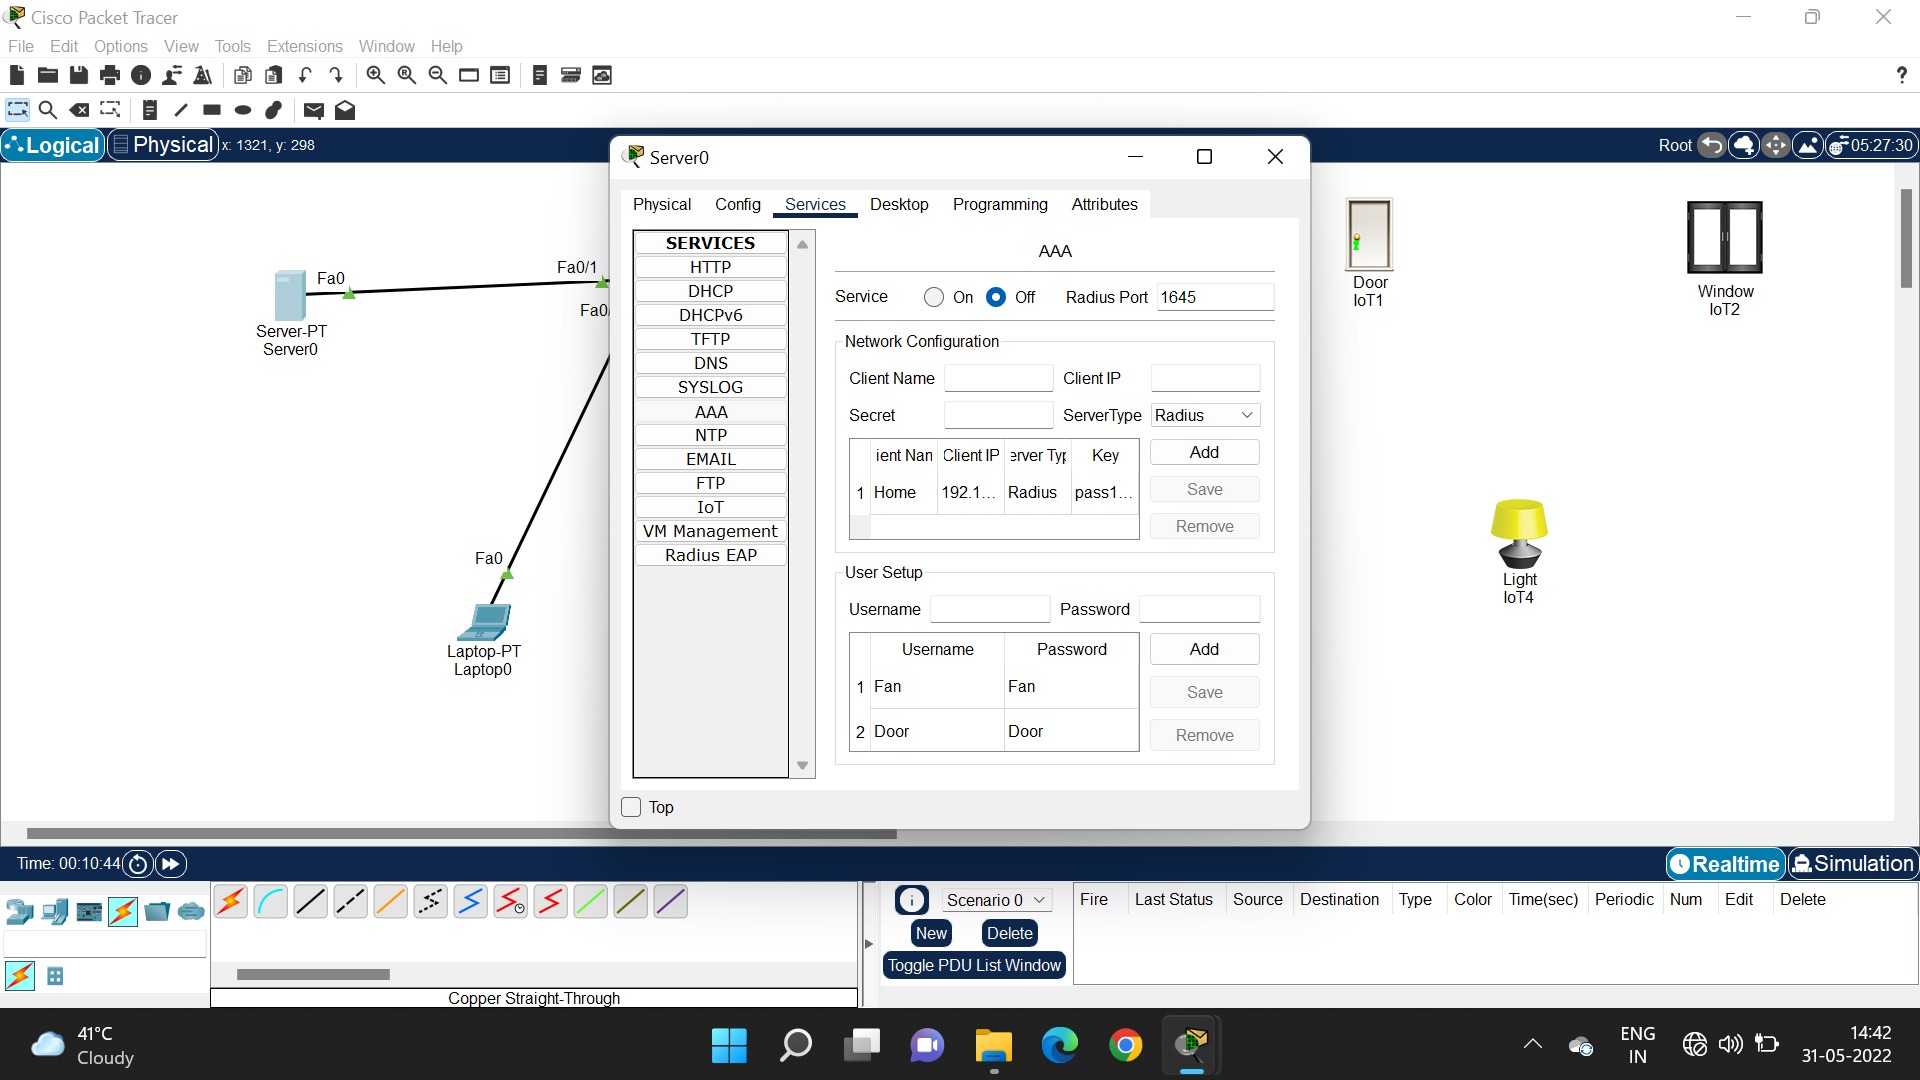 Cisco Packet Tracer
File Edit Options View Tools Extensions Window Help
?
Logical Physical x: 1321, y: 298
Root 05:27:30
Server0
Physical Config Services Desktop Programming Attributes
SERVICES
HTTP
DHCP
DHCPv6
TFTP
DNS
SYSLOG
AAA
NTP
EMAIL
FTP
IoT
VM Management
Radius EAP
AAA
Service On Off Radius Port 1645
Network Configuration
Client Name Client IP
Secret ServerType Radius
ient Nan Client IP erver Typ Key
1 Home 192.1... Radius pass1...
Add
Save
Remove
User Setup
Username Password
Username Password
1 Fan Fan
2 Door Door
Add
Save
Remove
Top
Fa0
Fa0/1
Fa0/
Server-PT
Server0
Fa0
Laptop-PT
Laptop0
Door
IoT1
Window
IoT2
Light
IoT4
Time: 00:10:44
Realtime Simulation
Scenario 0
New Delete
Toggle PDU List Window
Fire Last Status Source Destination Type Color Time(sec) Periodic Num Edit Delete
Copper Straight-Through
41°C
Cloudy
ENG
IN
14:42
31-05-2022